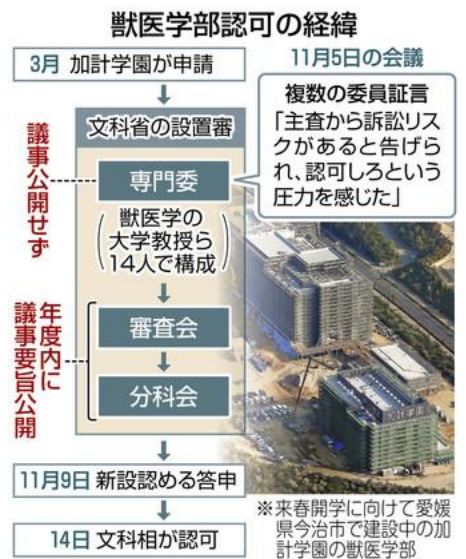 獣医学部認可の経緯
3月 加計学園が申請
11月5日の会議
複数の委員証言
「主査から訴訟リス
クがあると告げら
れ、認可しろという
圧力を感じた」
文科省の設置審
議事公開せず
専門委
獣医学の
大学教授ら
14人で構成
年度内に
議事要旨公開
審査会
分科会
加計学園
11月9日 新設認める答申
14日 文科相が認可
※来春開学に向けて愛媛
県今治市で建設中の加
計学園の獣医学部